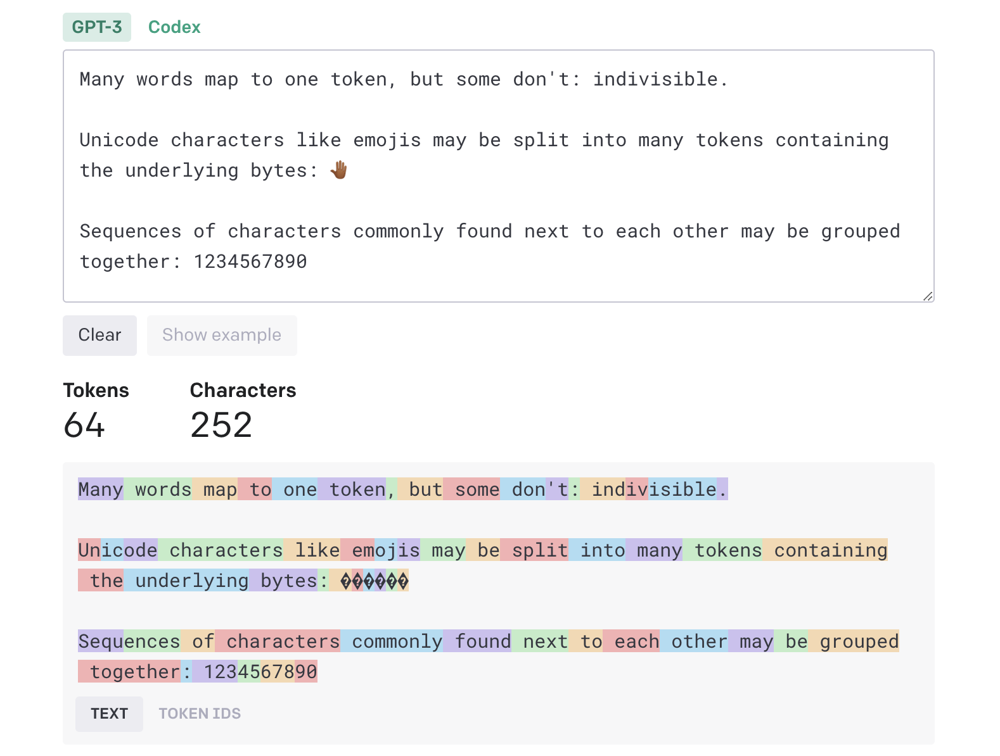 GPT-3 Codex
Many words map to one token, but some don't: indivisible.
Unicode characters like emojis may be split into many tokens containing
the underlying bytes: 🤚🏾
Sequences of characters commonly found next to each other may be grouped
together: 1234567890
Clear Show example
Tokens Characters
64 252
Many words map to one token, but some don't: indivisible.
Unicode characters like emojis may be split into many tokens containing
the underlying bytes: ������
Sequences of characters commonly found next to each other may be grouped
together: 1234567890
TEXT TOKEN IDS